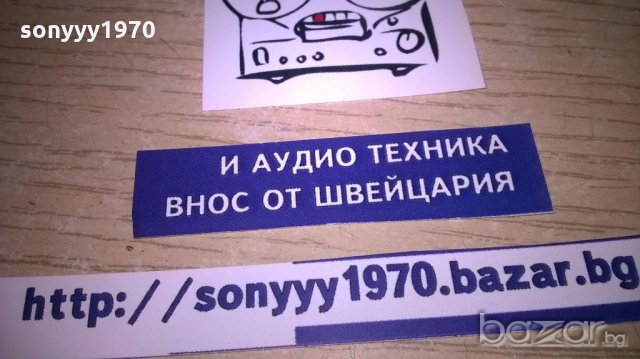 sonyyy1970
И АУДИО ТЕХНИКА
ВНОС ОТ ШВЕЙЦАРИЯ
http://sonyyy1970.bazar.bg
bazar.bg